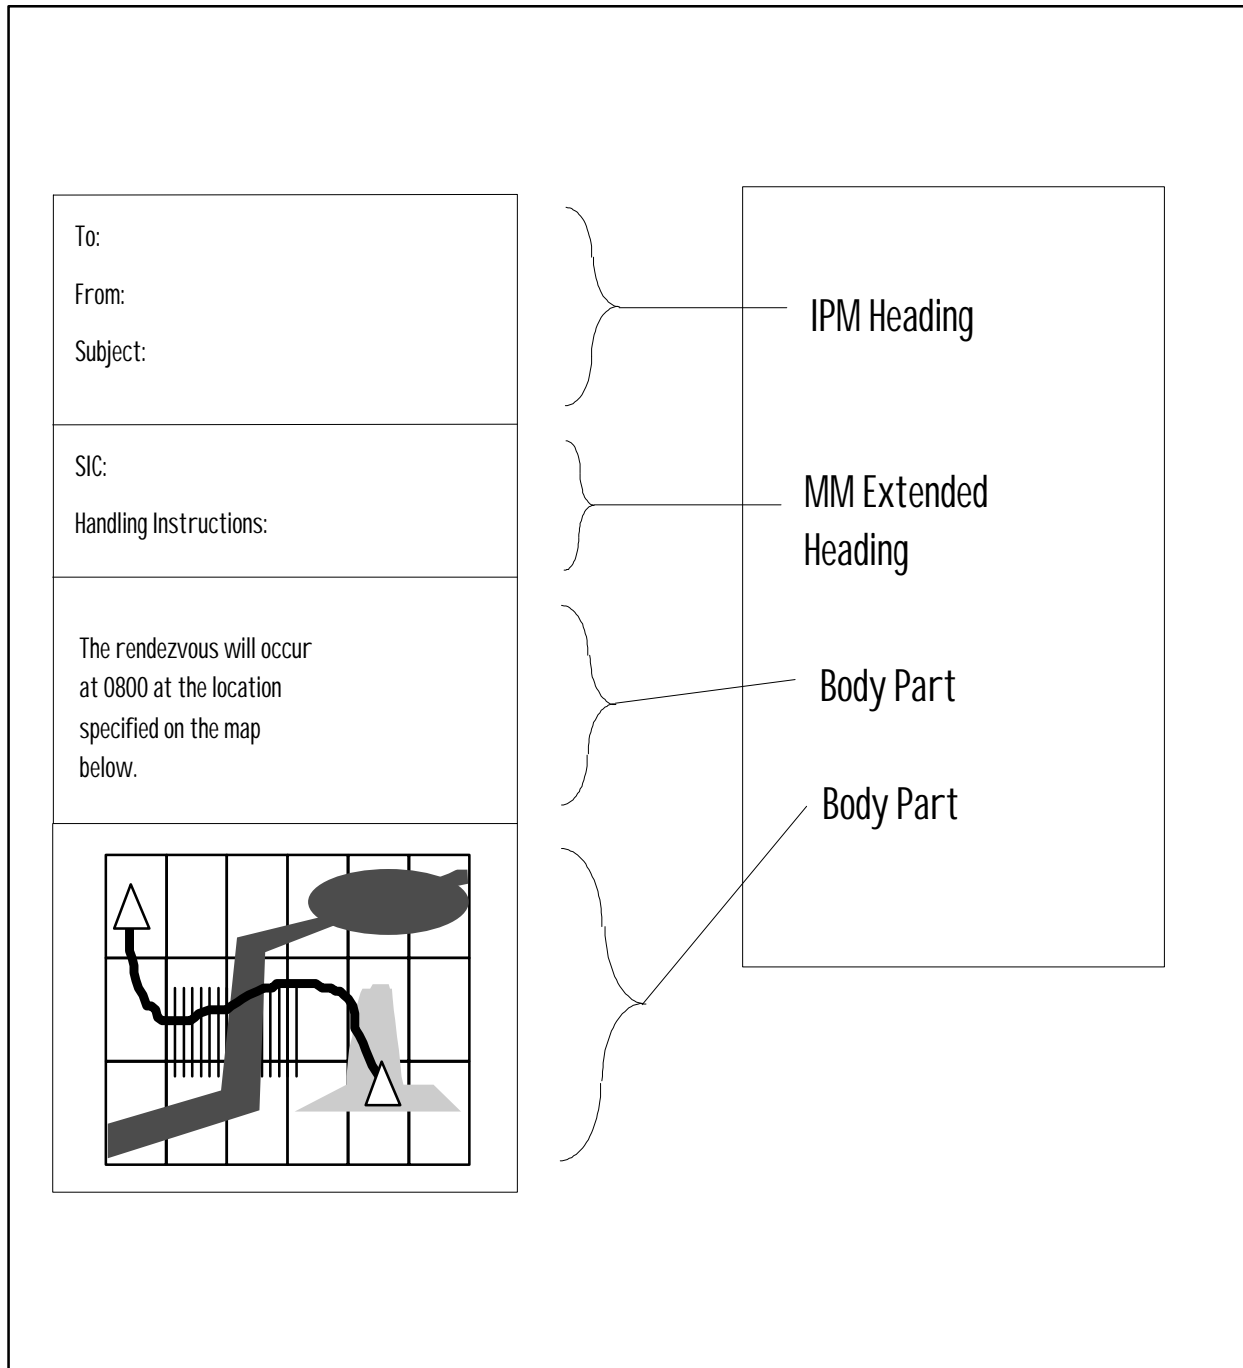 To:
From:
Subject:
SIC:
Handling Instructions:
The rendezvous will occur
at 0800 at the location
specified on the map
below.
IPM Heading
MM Extended
Heading
Body Part
Body Part